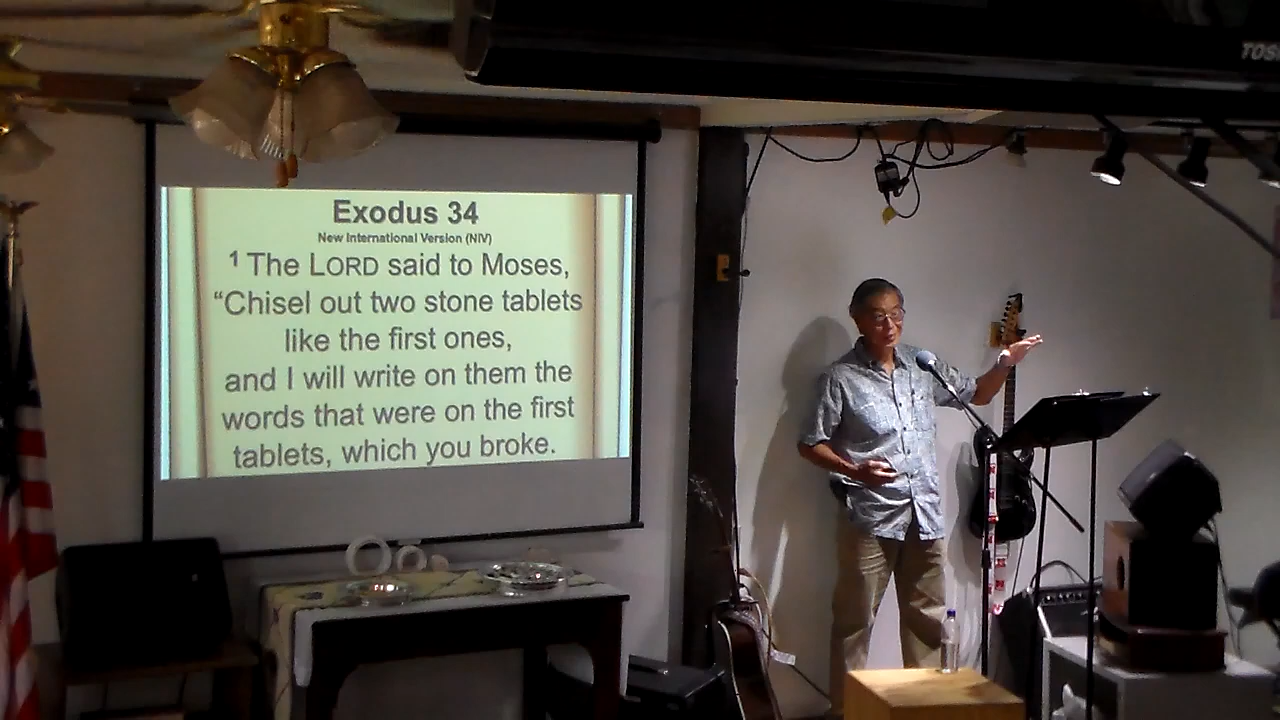 TOS
Exodus 34
New International Version (NIV)
1 The LORD said to Moses,
“Chisel out two stone tablets
like the first ones,
and I will write on them the
words that were on the first
tablets, which you broke.